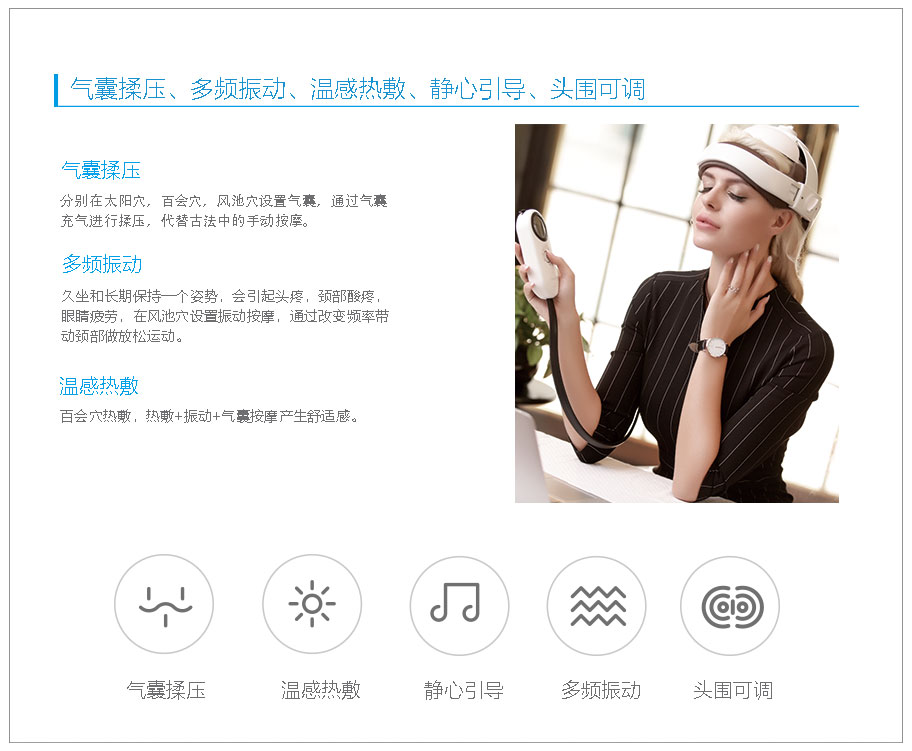 气囊揉压、多频振动、温感热敷、静心引导、头围可调
气囊揉压
分别在太阳穴，百会穴，风池穴设置气囊，通过气囊
充气进行揉压，代替古法中的手动按摩。
多频振动
久坐和长期保持一个姿势，会引起头疼，颈部酸疼，
眼睛疲劳，在风池穴设置振动按摩，通过改变频率带
动颈部做放松运动。
温感热敷
百会穴热敷，热敷+振动+气囊按摩产生舒适感。
气囊揉压
温感热敷
静心引导
多频振动
头围可调